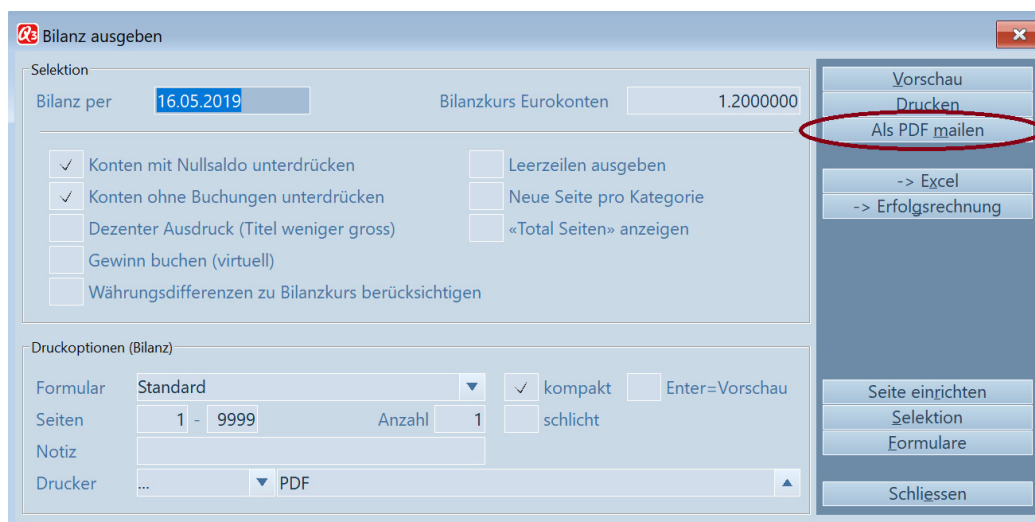 Bilanz ausgeben
Selektion
Bilanz per 16.05.2019 Bilanzkurs Eurokonten 1.2000000
Konten mit Nullsaldo unterdrücken Leerzeilen ausgeben
Konten ohne Buchungen unterdrücken Neue Seite pro Kategorie
Dezenter Ausdruck (Titel weniger gross) «Total Seiten» anzeigen
Gewinn buchen (virtuell)
Währungsdifferenzen zu Bilanzkurs berücksichtigen
Druckoptionen (Bilanz)
Formular Standard kompakt Enter=Vorschau
Seiten 1 - 9999 Anzahl 1 schlicht
Notiz
Drucker ... PDF
Vorschau
Drucken
Als PDF mailen
-> Excel
-> Erfolgsrechnung
Seite einrichten
Selektion
Formulare
Schliessen